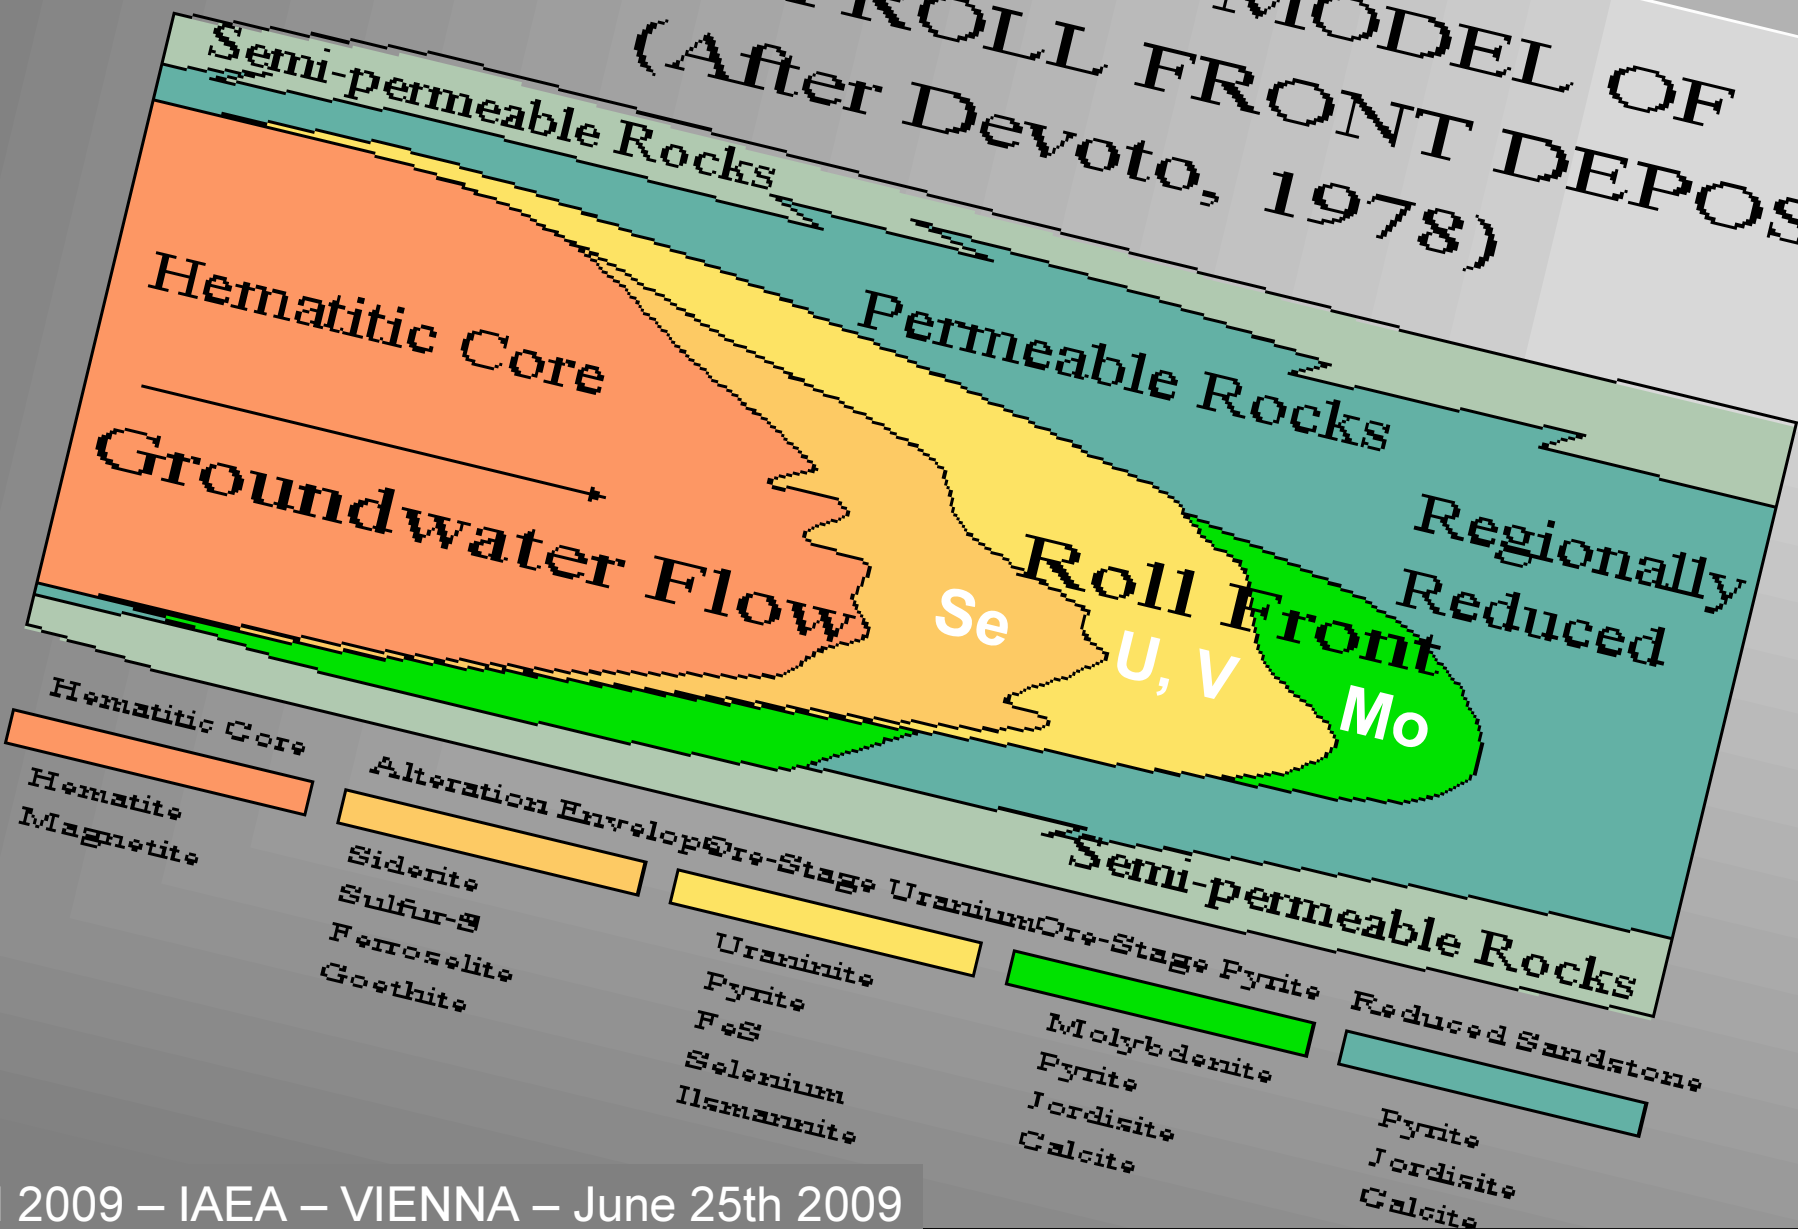 MODEL OF
ROLL FRONT DEPOS
(After Devoto, 1978)
Semi-permeable Rocks
Permeable Rocks
Hematitic Core
Groundwater Flow
Regionally
Reduced
Roll Front
Se
U, V
Mo
Semi-permeable Rocks
Hematitic Core
Hematite
Magnetite
Alteration Envelope
Siderite
Sulfur-g
Ferroselite
Goethite
Ore-Stage Uranium
Uraninite
Pyrite
FeS
Selenium
Ilsmannite
Ore-Stage Pyrite
Molybdenite
Pyrite
Jordisite
Calcite
Reduced Sandstone
Pyrite
Jordisite
Calcite
2009 – IAEA – VIENNA – June 25th 2009